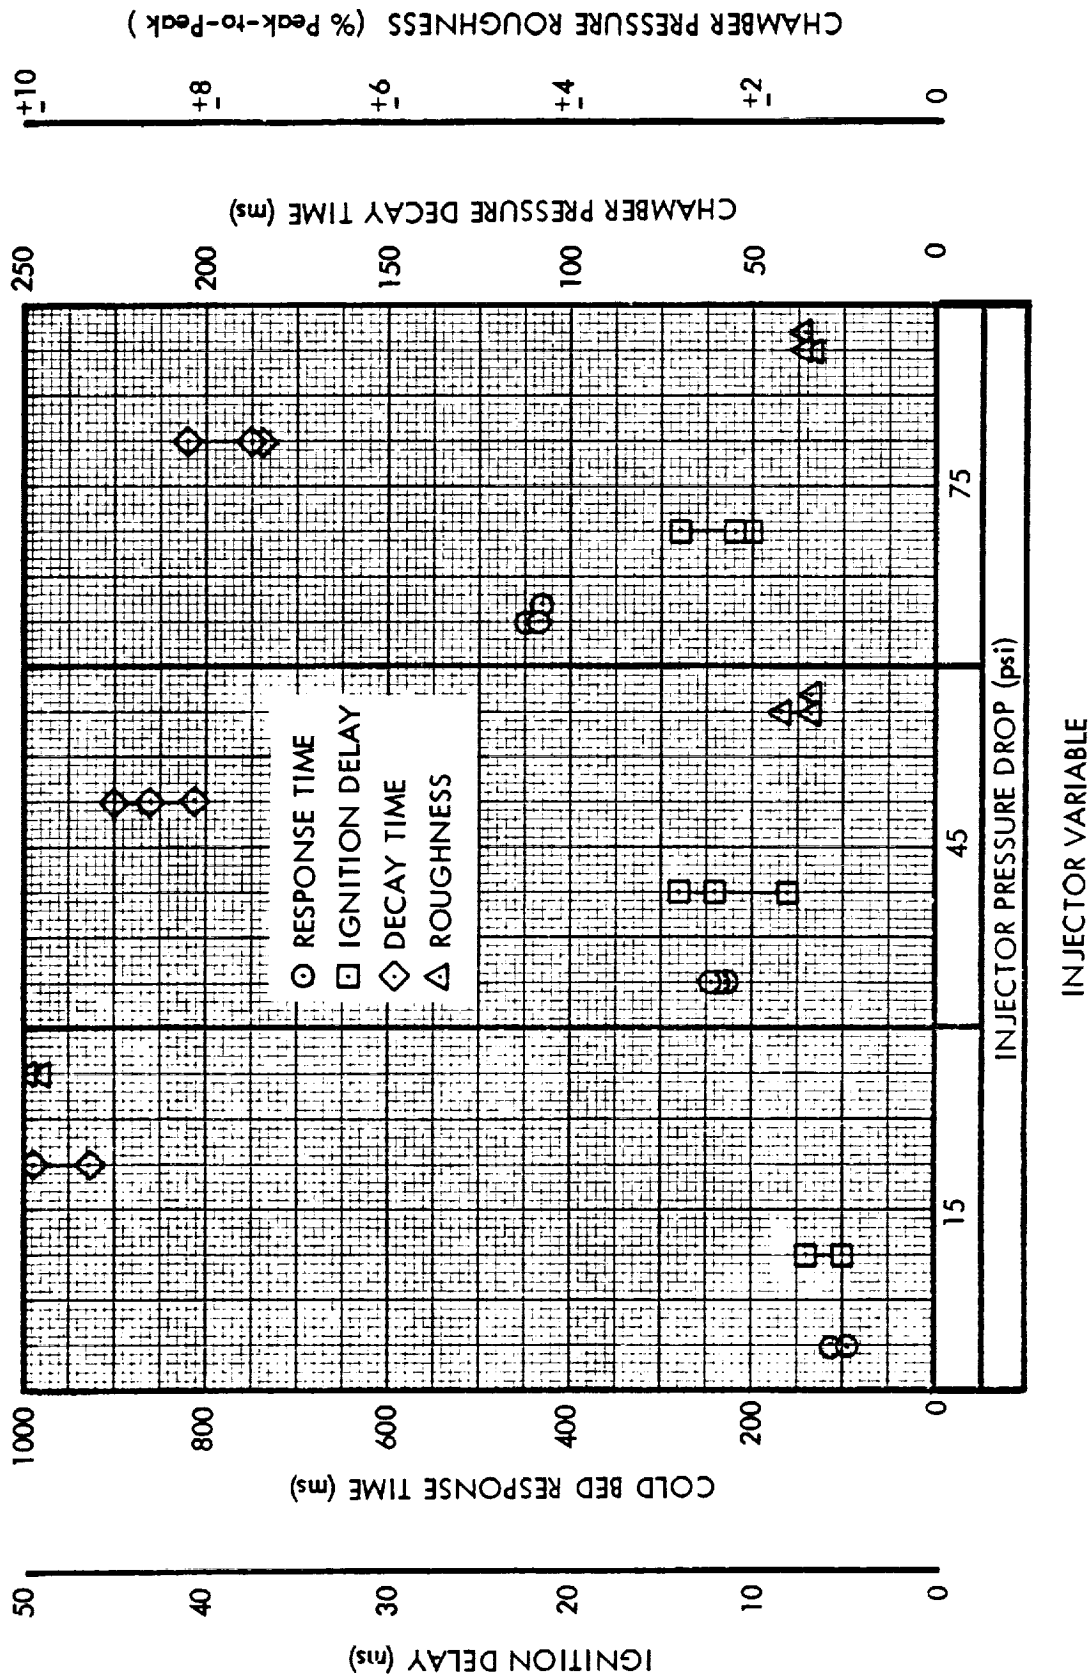 IGNITION DELAY (ms)
50
40
30
20
10
0
COLD BED RESPONSE TIME (ms)
1000
800
600
400
200
0
RESPONSE TIME
IGNITION DELAY
DECAY TIME
ROUGHNESS
15
45
75
INJECTOR PRESSURE DROP (psi)
INJECTOR VARIABLE
250
200
150
100
50
0
CHAMBER PRESSURE DECAY TIME (ms)
±10
±8
±6
±4
±2
0
CHAMBER PRESSURE ROUGHNESS (% Peak-to-Peak)